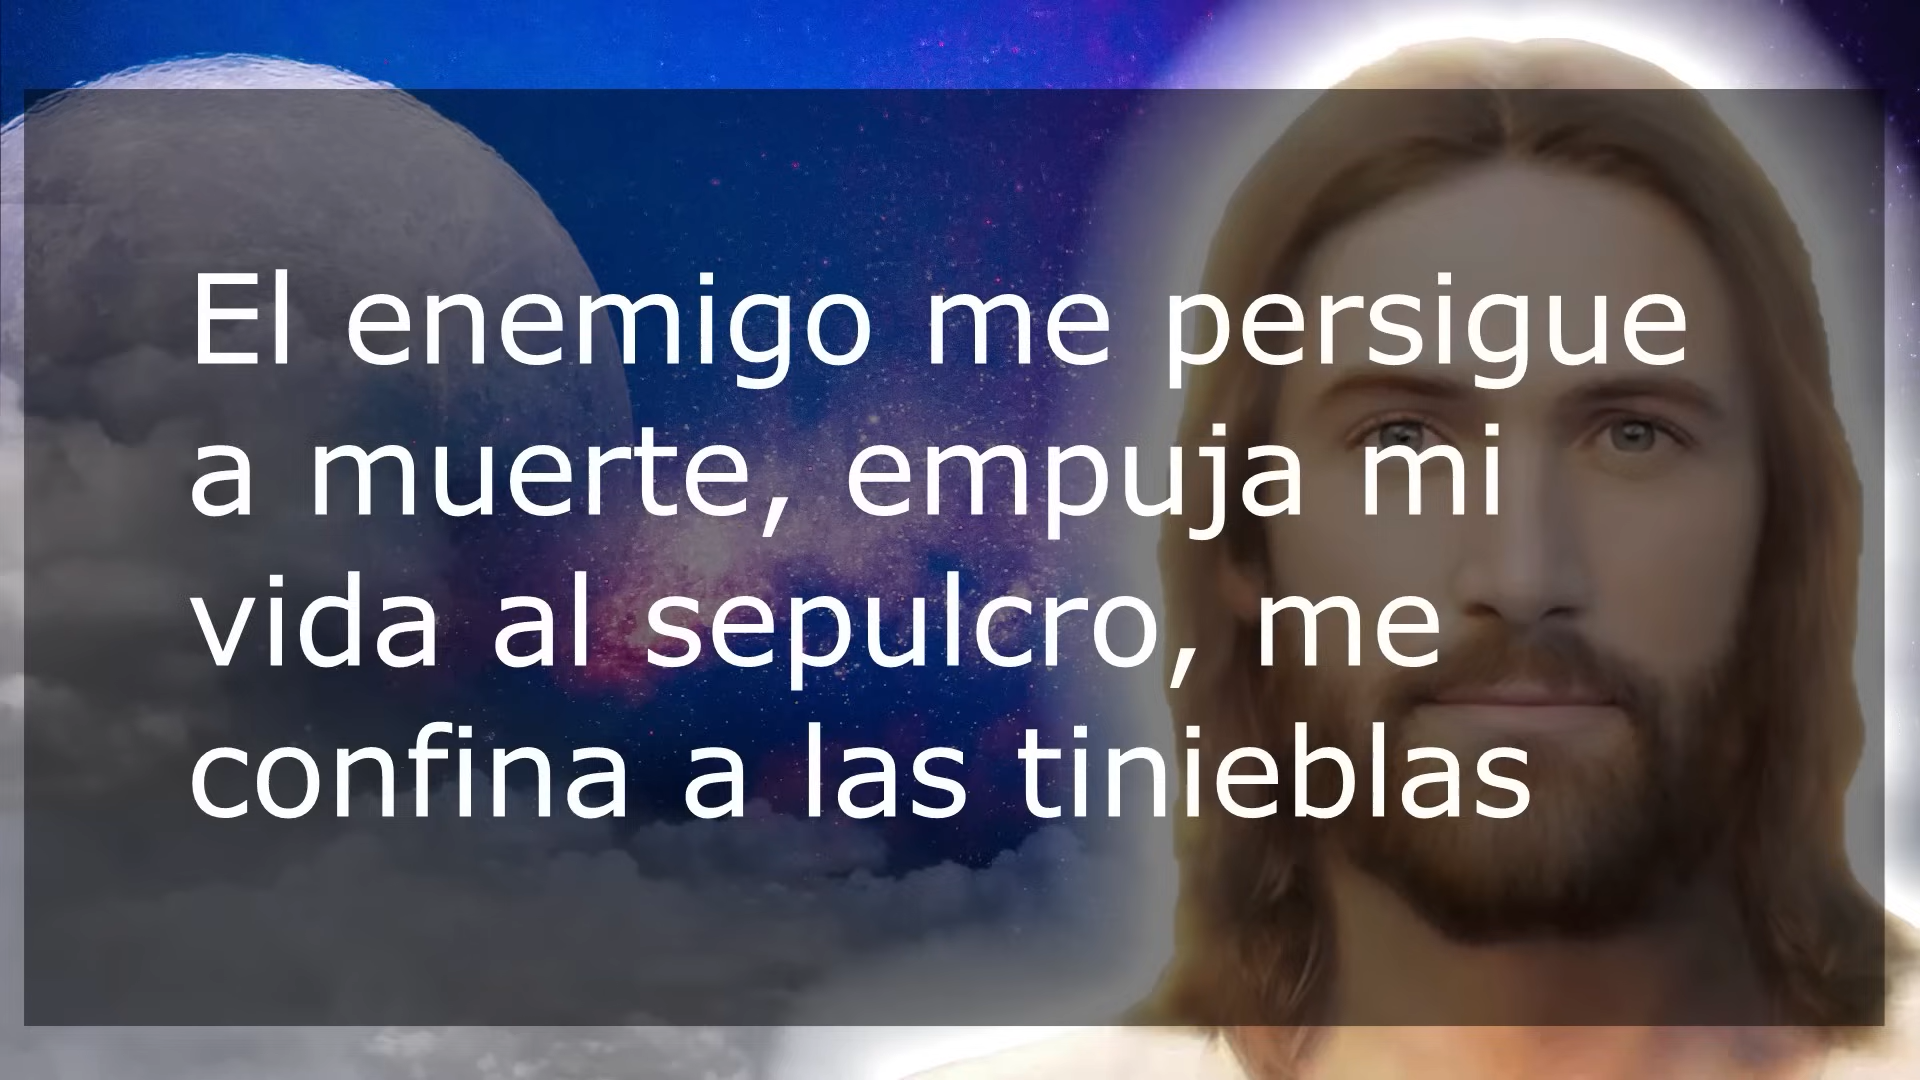 El enemigo me persigue
a muerte, empuja mi
vida al sepulcro, me
confina a las tinieblas